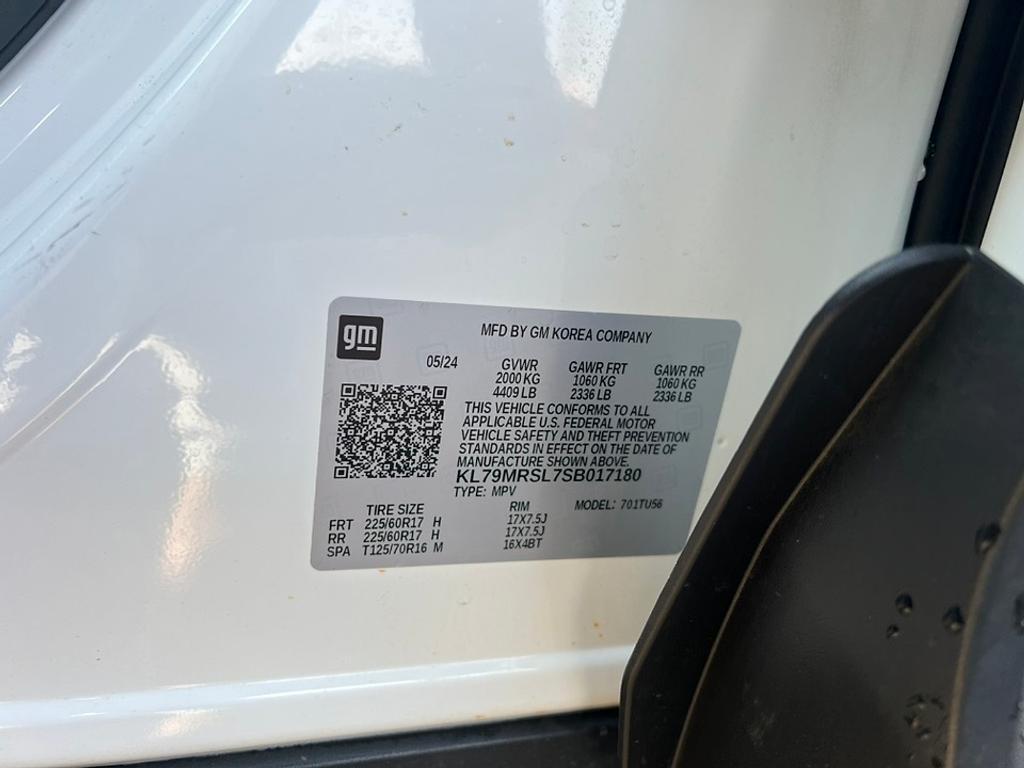 gm
MFD BY GM KOREA COMPANY
05/24 GVWR GAWR FRT GAWR RR
2000 KG 1060 KG 1060 KG
4409 LB 2336 LB 2336 LB
THIS VEHICLE CONFORMS TO ALL
APPLICABLE U.S. FEDERAL MOTOR
VEHICLE SAFETY AND THEFT PREVENTION
STANDARDS IN EFFECT ON THE DATE OF
MANUFACTURE SHOWN ABOVE.
KL79MRSL7SB017180
TYPE: MPV MODEL: 701TU56
TIRE SIZE RIM
FRT 225/60R17 H 17X7.5J
RR 225/60R17 H 17X7.5J
SPA T125/70R16 M 16X4BT